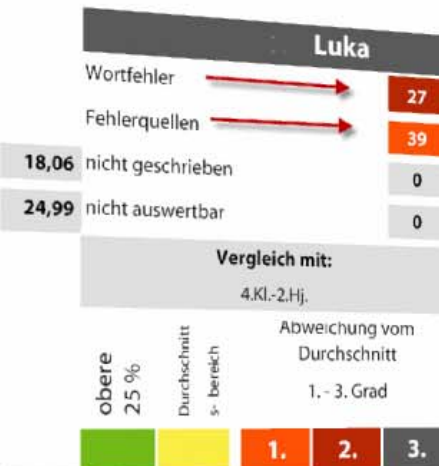 Luka
Wortfehler 27
Fehlerquellen 39
18,06 nicht geschrieben 0
24,99 nicht auswertbar 0
Vergleich mit:
4.Kl.-2.Hj.
obere
25 %
Durchschnitt
s- bereich
Abweichung vom
Durchschnitt
1. - 3. Grad
1. 2. 3.